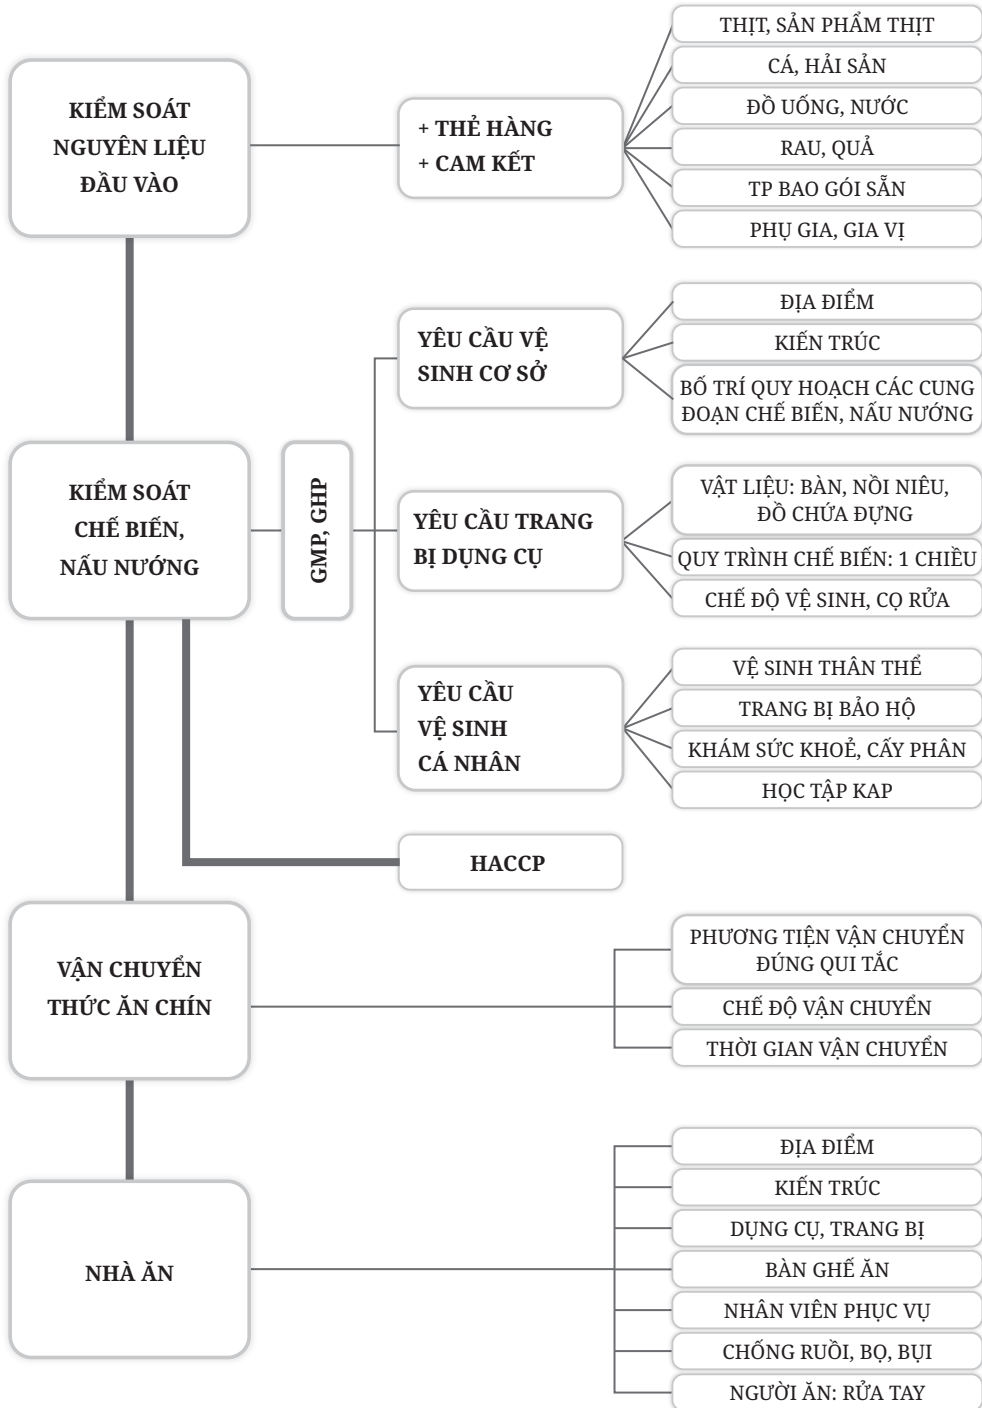 KIỂM SOÁT
NGUYÊN LIỆU
ĐẦU VÀO
+ THẺ HÀNG
+ CAM KẾT
THỊT, SẢN PHẨM THỊT
CÁ, HẢI SẢN
ĐỒ UỐNG, NƯỚC
RAU, QUẢ
TP BAO GÓI SẴN
PHỤ GIA, GIA VỊ
KIỂM SOÁT
CHẾ BIẾN,
NẤU NƯỚNG
GMP, GHP
YÊU CẦU VỆ
SINH CƠ SỞ
ĐỊA ĐIỂM
KIẾN TRÚC
BỐ TRÍ QUY HOẠCH CÁC CUNG
ĐOẠN CHẾ BIẾN, NẤU NƯỚNG
YÊU CẦU TRANG
BỊ DỤNG CỤ
VẬT LIỆU: BÀN, NỒI NIÊU,
ĐỒ CHỨA ĐỰNG
QUY TRÌNH CHẾ BIẾN: 1 CHIỀU
CHẾ ĐỘ VỆ SINH, CỌ RỬA
YÊU CẦU
VỆ SINH
CÁ NHÂN
VỆ SINH THÂN THỂ
TRANG BỊ BẢO HỘ
KHÁM SỨC KHOẺ, CẤY PHÂN
HỌC TẬP KAP
HACCP
VẬN CHUYỂN
THỨC ĂN CHÍN
PHƯƠNG TIỆN VẬN CHUYỂN
ĐÚNG QUI TẮC
CHẾ ĐỘ VẬN CHUYỂN
THỜI GIAN VẬN CHUYỂN
NHÀ ĂN
ĐỊA ĐIỂM
KIẾN TRÚC
DỤNG CỤ, TRANG BỊ
BÀN GHẾ ĂN
NHÂN VIÊN PHỤC VỤ
CHỐNG RUỒI, BỌ, BỤI
NGƯỜI ĂN: RỬA TAY